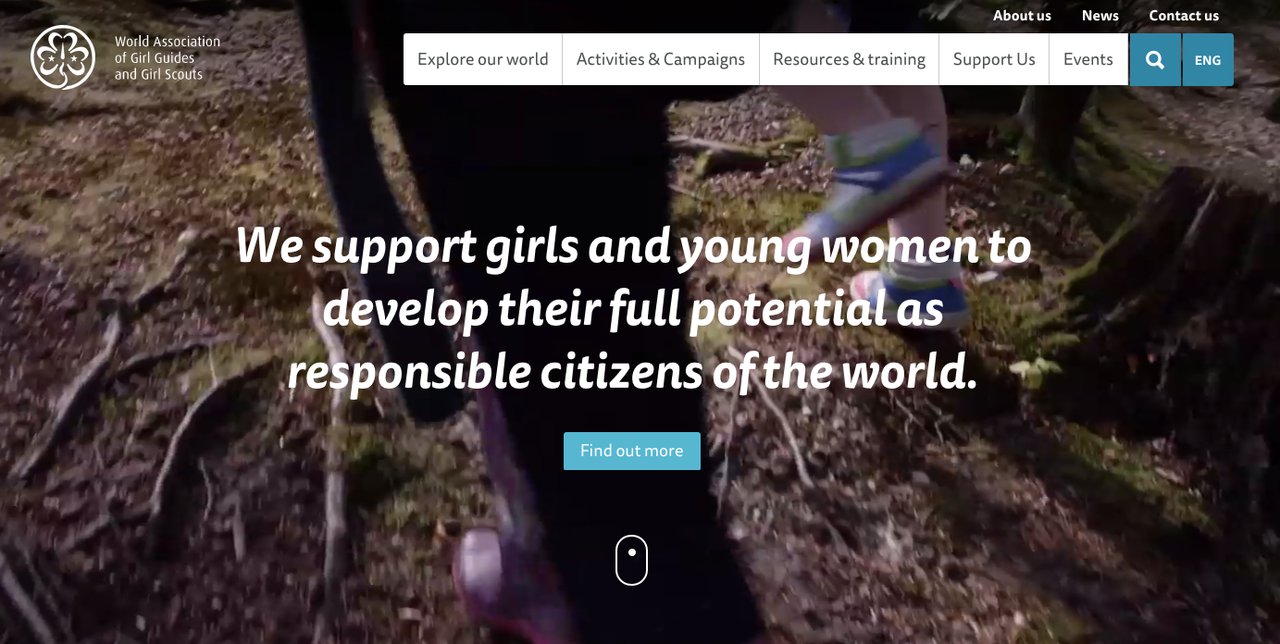 About us
News
Contact us
World Association
of Girl Guides
and Girl Scouts
Explore our world
Activities & Campaigns
Resources & training
Support Us
Events
ENG
We support girls and young women to
develop their full potential as
responsible citizens of the world.
Find out more